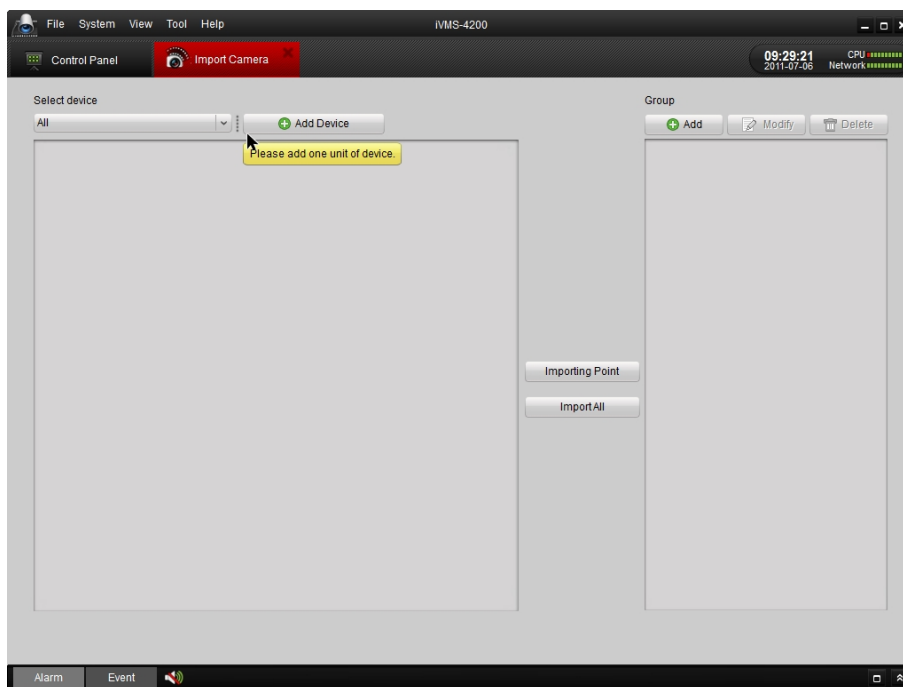 File System View Tool Help iVMS-4200
Control Panel Import Camera 09:29:21 CPU
2011-07-06 Network
Select device Group
All Add Device Add Modify Delete
Please add one unit of device.
Importing Point
Import All
Alarm Event